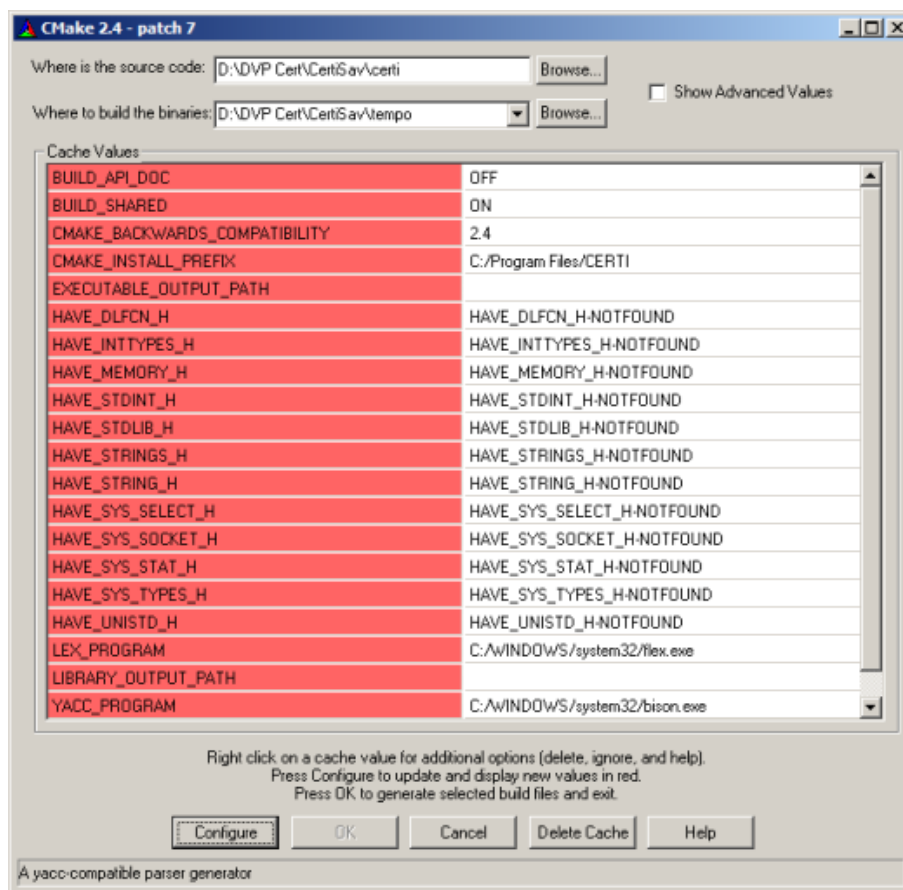 CMake 2.4 - patch 7
Where is the source code: D:\DVP Cert\CertiSav\certi Browse...
Show Advanced Values
Where to build the binaries: D:\DVP Cert\CertiSav\tempo Browse...
Cache Values
BUILD_API_DOC OFF
BUILD_SHARED ON
CMAKE_BACKWARDS_COMPATIBILITY 2.4
CMAKE_INSTALL_PREFIX C:/Program Files/CERTI
EXECUTABLE_OUTPUT_PATH
HAVE_DLFCN_H HAVE_DLFCN_H-NOTFOUND
HAVE_INTTYPES_H HAVE_INTTYPES_H-NOTFOUND
HAVE_MEMORY_H HAVE_MEMORY_H-NOTFOUND
HAVE_STDINT_H HAVE_STDINT_H-NOTFOUND
HAVE_STDLIB_H HAVE_STDLIB_H-NOTFOUND
HAVE_STRINGS_H HAVE_STRINGS_H-NOTFOUND
HAVE_STRING_H HAVE_STRING_H-NOTFOUND
HAVE_SYS_SELECT_H HAVE_SYS_SELECT_H-NOTFOUND
HAVE_SYS_SOCKET_H HAVE_SYS_SOCKET_H-NOTFOUND
HAVE_SYS_STAT_H HAVE_SYS_STAT_H-NOTFOUND
HAVE_SYS_TYPES_H HAVE_SYS_TYPES_H-NOTFOUND
HAVE_UNISTD_H HAVE_UNISTD_H-NOTFOUND
LEX_PROGRAM C:/WINDOWS/system32/flex.exe
LIBRARY_OUTPUT_PATH
YACC_PROGRAM C:/WINDOWS/system32/bison.exe
Right click on a cache value for additional options (delete, ignore, and help).
Press Configure to update and display new values in red.
Press OK to generate selected build files and exit.
Configure OK Cancel Delete Cache Help
A yacc-compatible parser generator